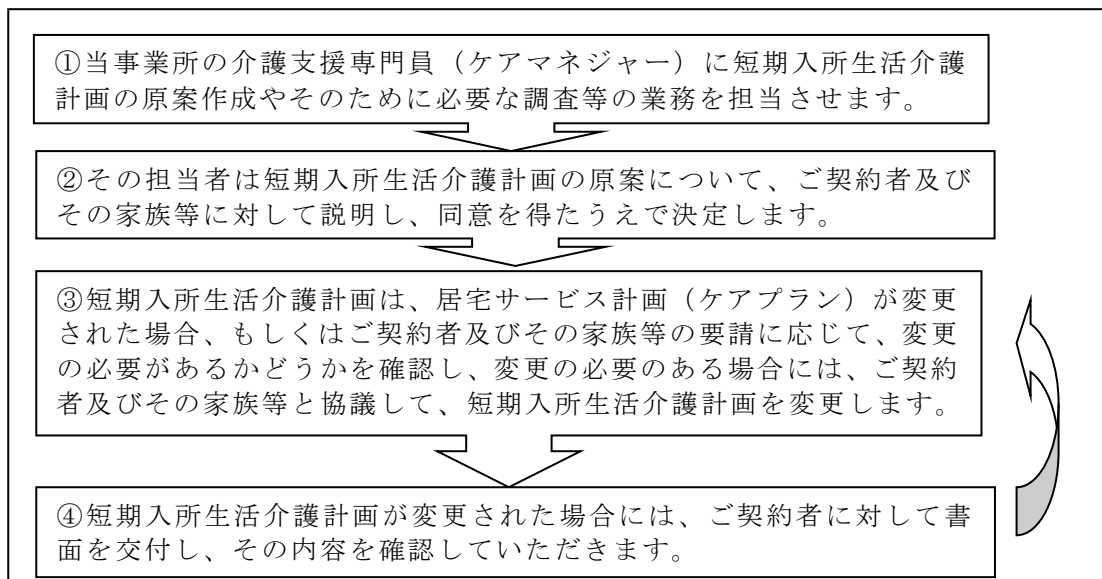 ①当事業所の介護支援専門員（ケアマネジャー）に短期入所生活介護
計画の原案作成やそのために必要な調査等の業務を担当させます。
②その担当者は短期入所生活介護計画の原案について、ご契約者及び
その家族等に対して説明し、同意を得たうえで決定します。
③短期入所生活介護計画は、居宅サービス計画（ケアプラン）が変更
された場合、もしくはご契約者及びその家族等の要請に応じて、変更
の必要があるかどうかを確認し、変更の必要のある場合には、ご契約
者及びその家族等と協議して、短期入所生活介護計画を変更します。
④短期入所生活介護計画が変更された場合には、ご契約者に対して書
面を交付し、その内容を確認していただきます。